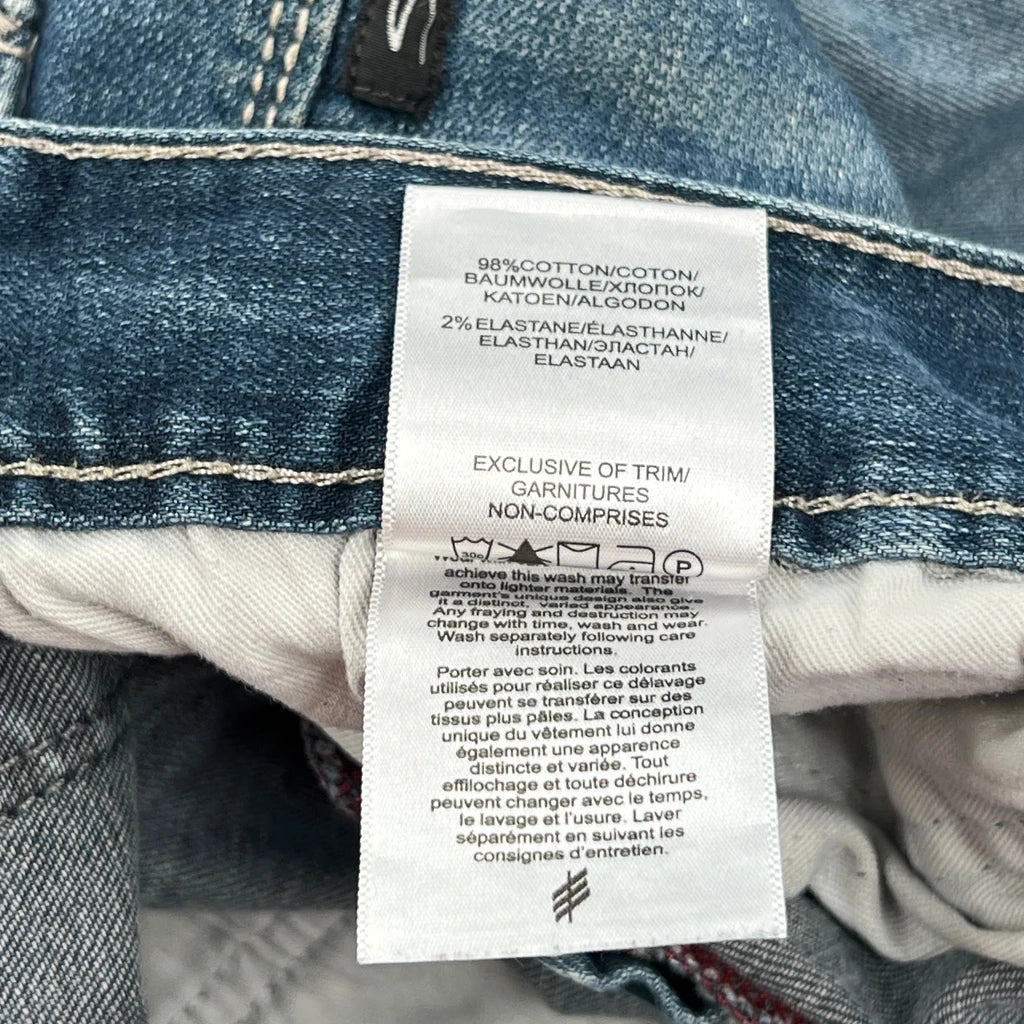 98%COTTON/COTON/
BAUMWOLLE/ХЛОПОК/
KATOEN/ALGODON
2%ELASTANE/ÉLASTHANNE/
ELASTHAN/ЭЛАСТАН/
ELASTAAN
EXCLUSIVE OF TRIM/
GARNITURES
NON-COMPRISES
30° P
achieve this wash may transfer
onto lighter materials. The
garment's unique design also give
it a distinct, varied appearance.
Any fraying and destruction may
change with time, wash and wear.
Wash separately following care
instructions.
Porter avec soin. Les colorants
utilisés pour réaliser ce délavage
peuvent se transférer sur des
tissus plus pâles. La conception
unique du vêtement lui donne
également une apparence
distincte et variée. Tout
effilochage et toute déchirure
peuvent changer avec le temps,
le lavage et l'usure. Laver
séparément en suivant les
consignes d'entretien.